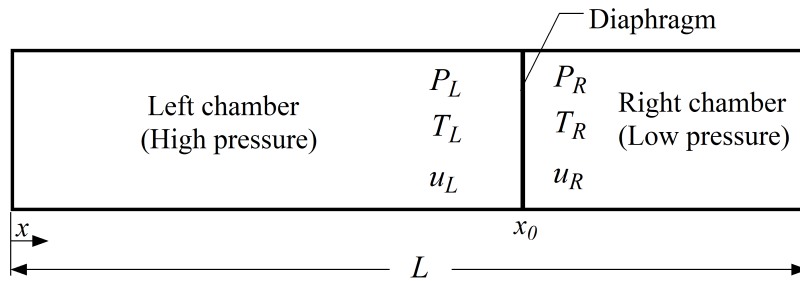 Diaphragm
Left chamber
(High pressure)
P_L
T_L
u_L
P_R
T_R
u_R
Right chamber
(Low pressure)
x
x_0
L